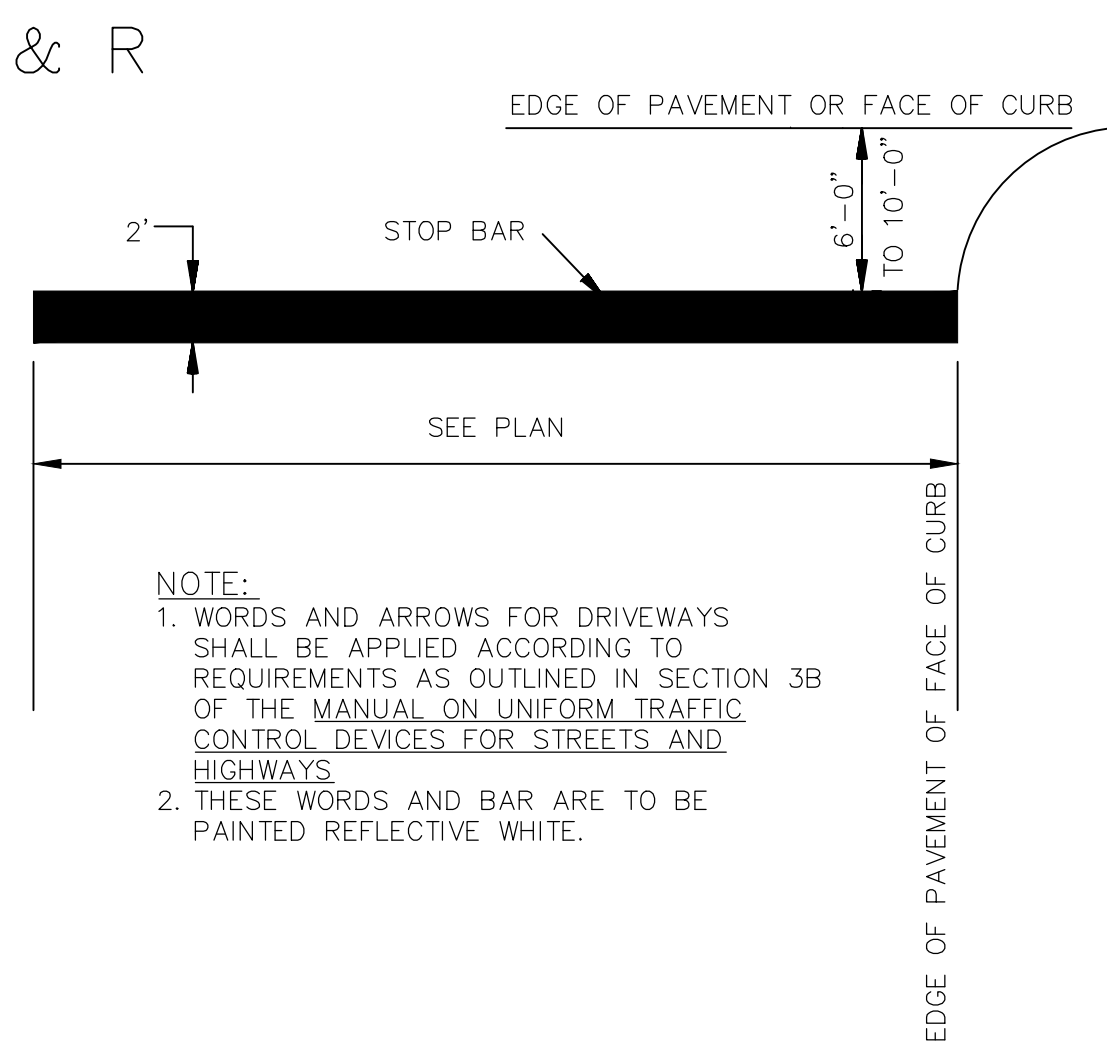 & R
EDGE OF PAVEMENT OR FACE OF CURB
6'-0"
TO 10'-0"
2'
STOP BAR
SEE PLAN
EDGE OF PAVEMENT OF FACE OF CURB
NOTE:
1. WORDS AND ARROWS FOR DRIVEWAYS
SHALL BE APPLIED ACCORDING TO
REQUIREMENTS AS OUTLINED IN SECTION 3B
OF THE MANUAL ON UNIFORM TRAFFIC
CONTROL DEVICES FOR STREETS AND
HIGHWAYS
2. THESE WORDS AND BAR ARE TO BE
PAINTED REFLECTIVE WHITE.